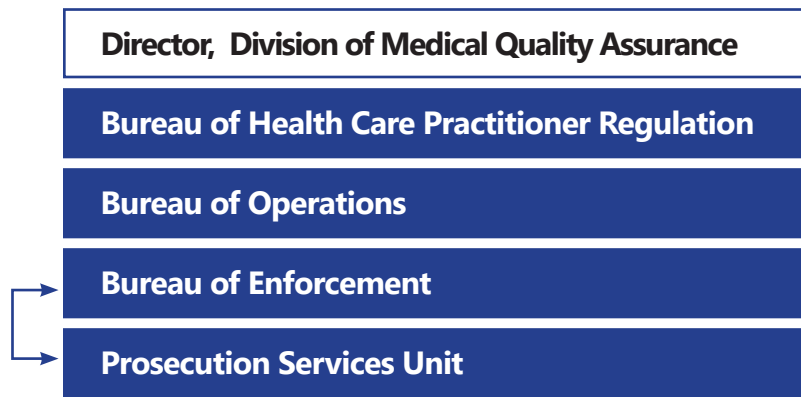 Director, Division of Medical Quality Assurance
Bureau of Health Care Practitioner Regulation
Bureau of Operations
Bureau of Enforcement
Prosecution Services Unit